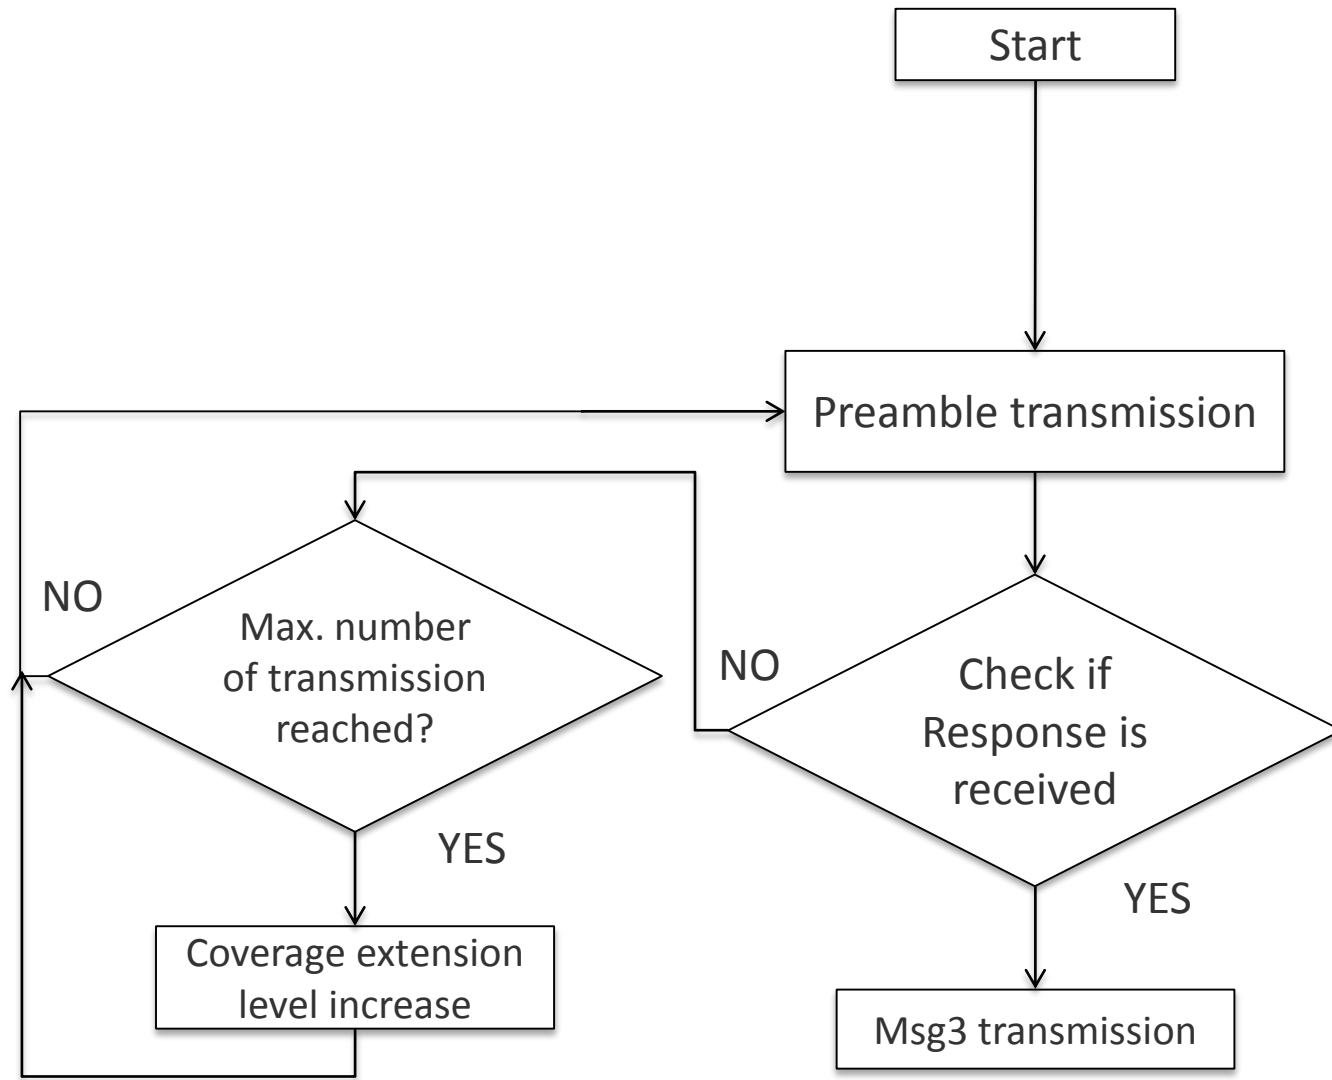 Start
Preamble transmission
NO
Max. number
of transmission
reached?
NO
Check if
Response is
received
YES
YES
Coverage extension
level increase
Msg3 transmission